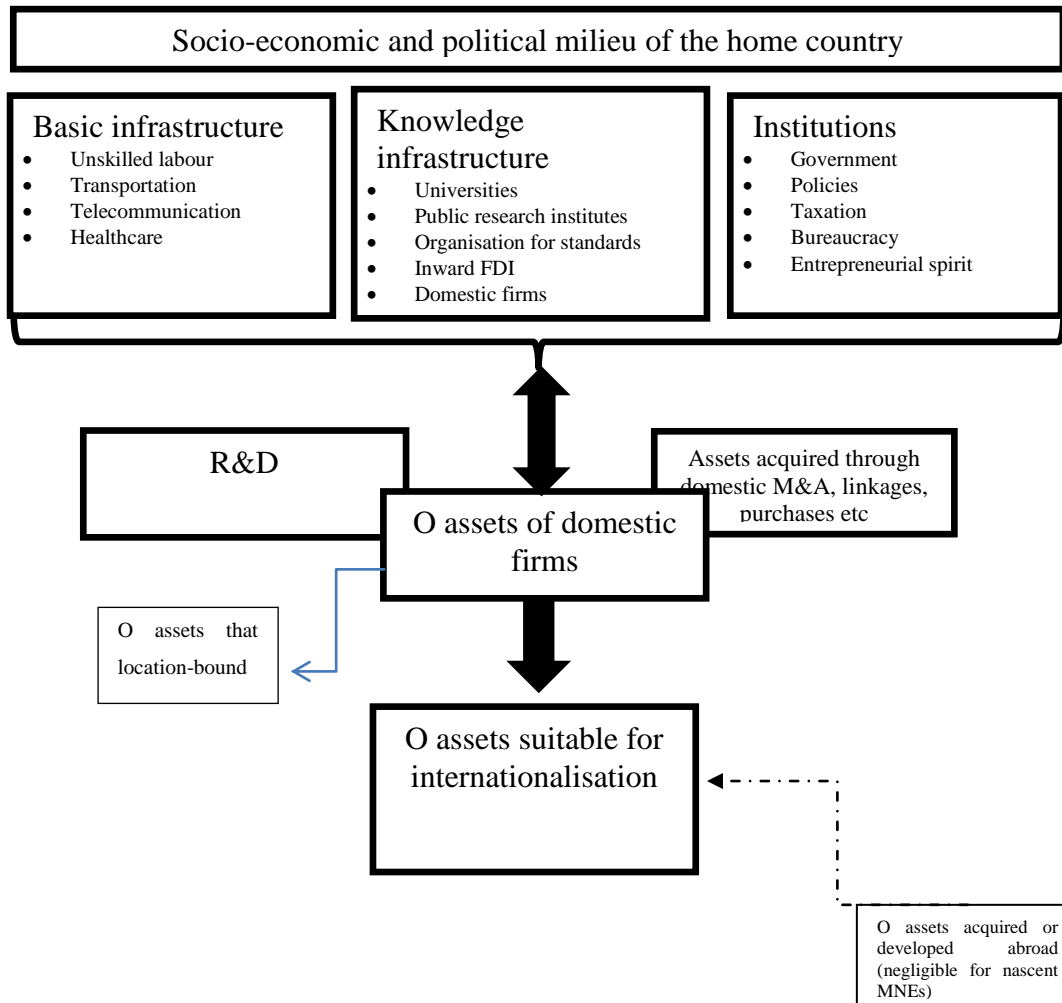 Socio-economic and political milieu of the home country
Basic infrastructure
• Unskilled labour
• Transportation
• Telecommunication
• Healthcare
Knowledge
infrastructure
• Universities
• Public research institutes
• Organisation for standards
• Inward FDI
• Domestic firms
Institutions
• Government
• Policies
• Taxation
• Bureaucracy
• Entrepreneurial spirit
R&D
Assets acquired through
domestic M&A, linkages,
purchases etc
O assets of domestic
firms
O assets that
location-bound
O assets suitable for
internationalisation
O assets acquired or
developed abroad
(negligible for nascent
MNEs)